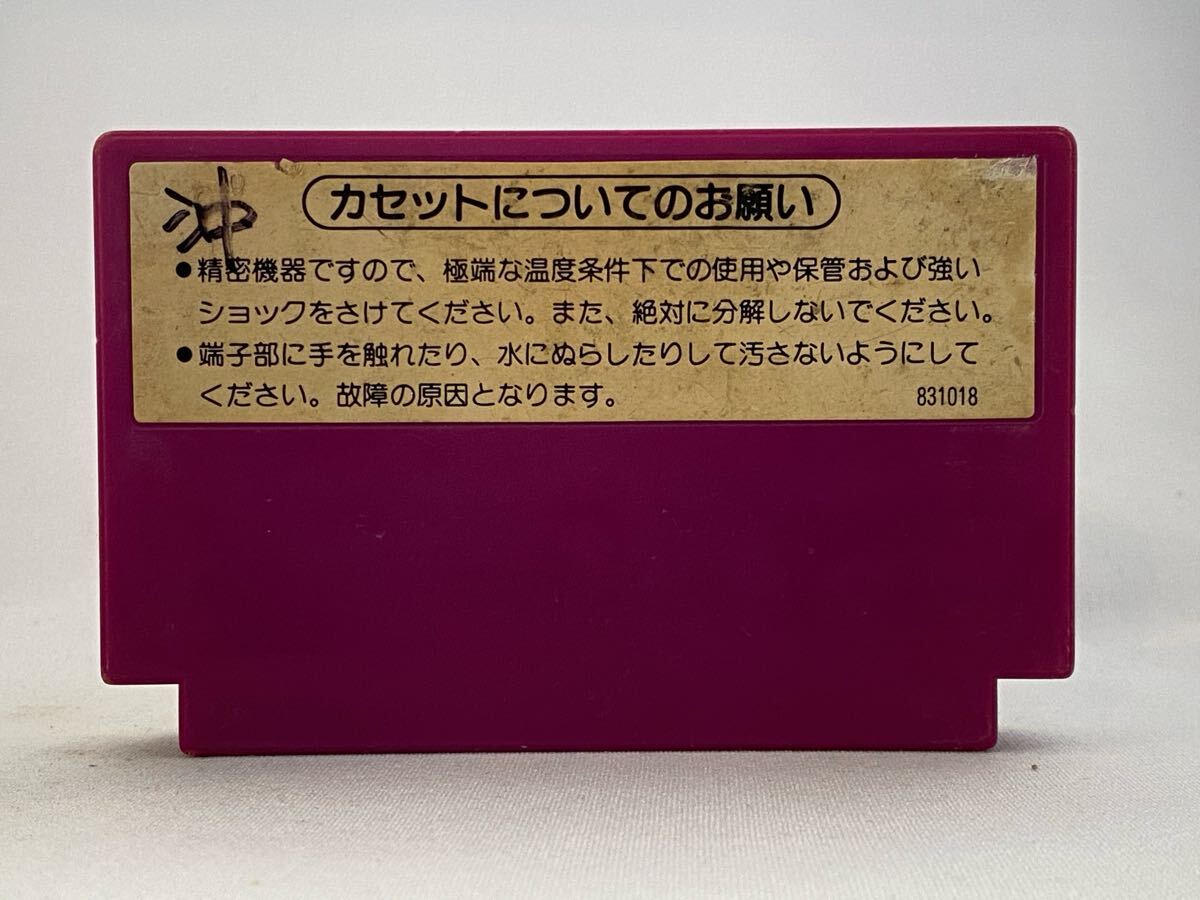 沖
カセットについてのお願い
●精密機器ですので、極端な温度条件下での使用や保管および強い
ショックをさけてください。また、絶対に分解しないでください。
●端子部に手を触れたり、水にぬらしたりして汚さないようにして
ください。故障の原因となります。
831018